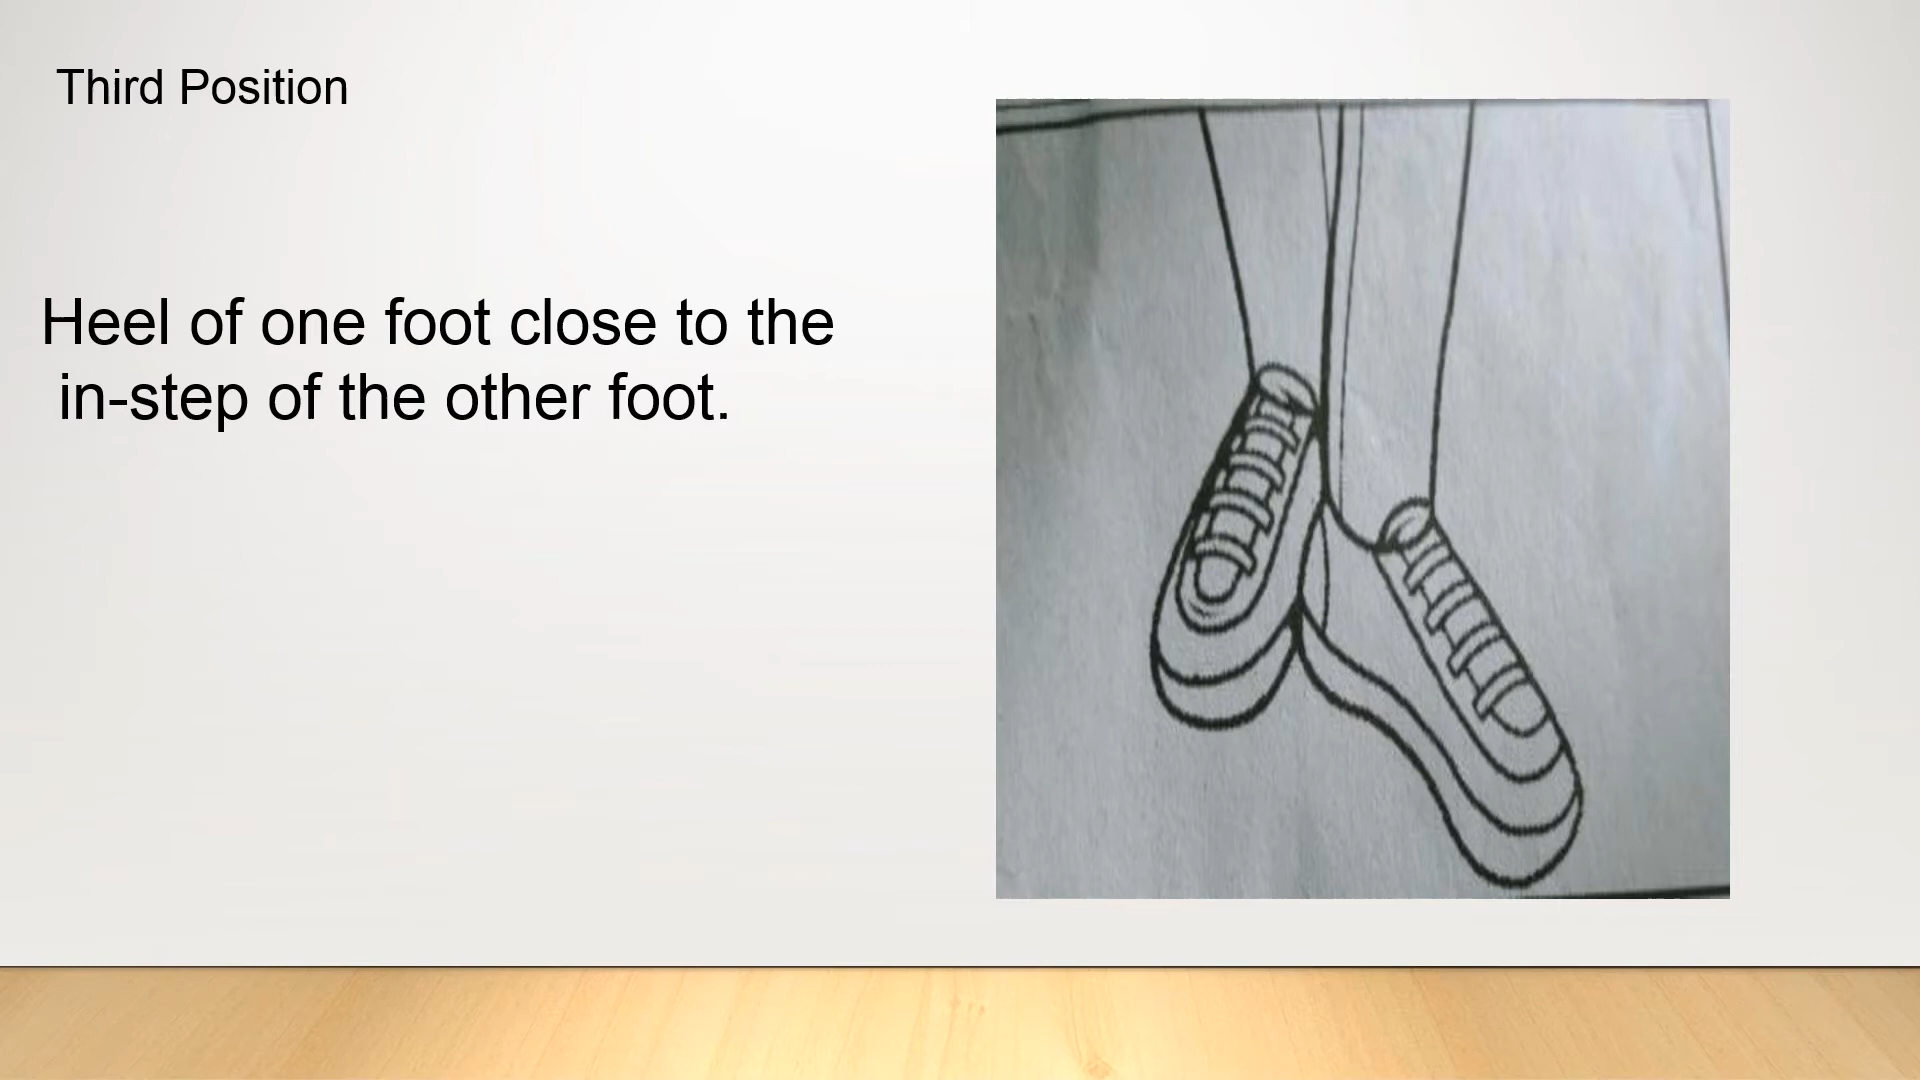 Third Position
Heel of one foot close to the
in-step of the other foot.